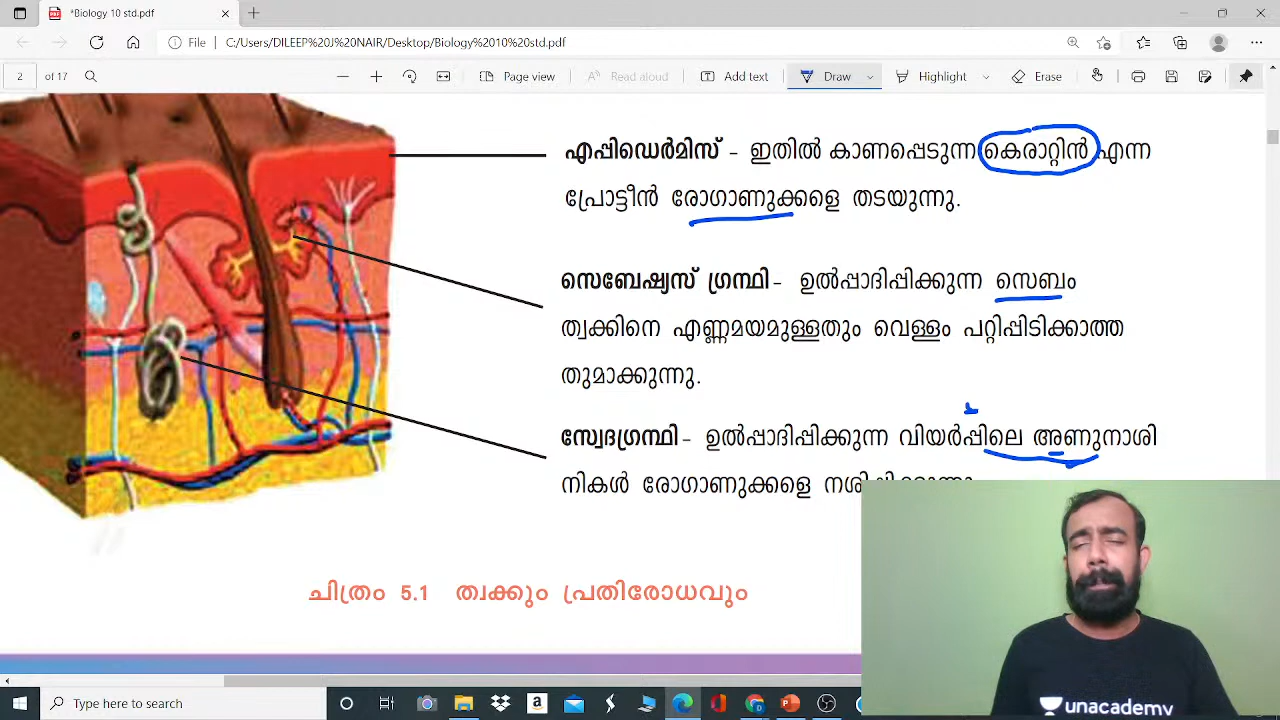 *Biology 10 std.pdf
File
C:/Users/DILEEP%20J%20NAIR/Desktop/Biology%2010%20std.pdf
2 of 17
Page view
Read aloud
Add text
Draw
Highlight
Erase
എപ്പിഡെർമിസ് - ഇതിൽ കാണപ്പെടുന്ന കെരാറ്റിൻ എന്ന
പ്രോട്ടീൻ രോഗാണുക്കളെ തടയുന്നു.
സെബേഷ്യസ് ഗ്രന്ഥി - ഉൽപ്പാദിപ്പിക്കുന്ന സെബം
ത്വക്കിനെ എണ്ണമയമുള്ളതും വെള്ളം പറ്റിപ്പിടിക്കാത്ത
തുമാക്കുന്നു.
സ്വേദഗ്രന്ഥി - ഉൽപ്പാദിപ്പിക്കുന്ന വിയർപ്പിലെ അണുനാശി
നികൾ രോഗാണുക്കളെ
ചിത്രം 5.1 ത്വക്കും പ്രതിരോധവും
unacademy
Type here to search